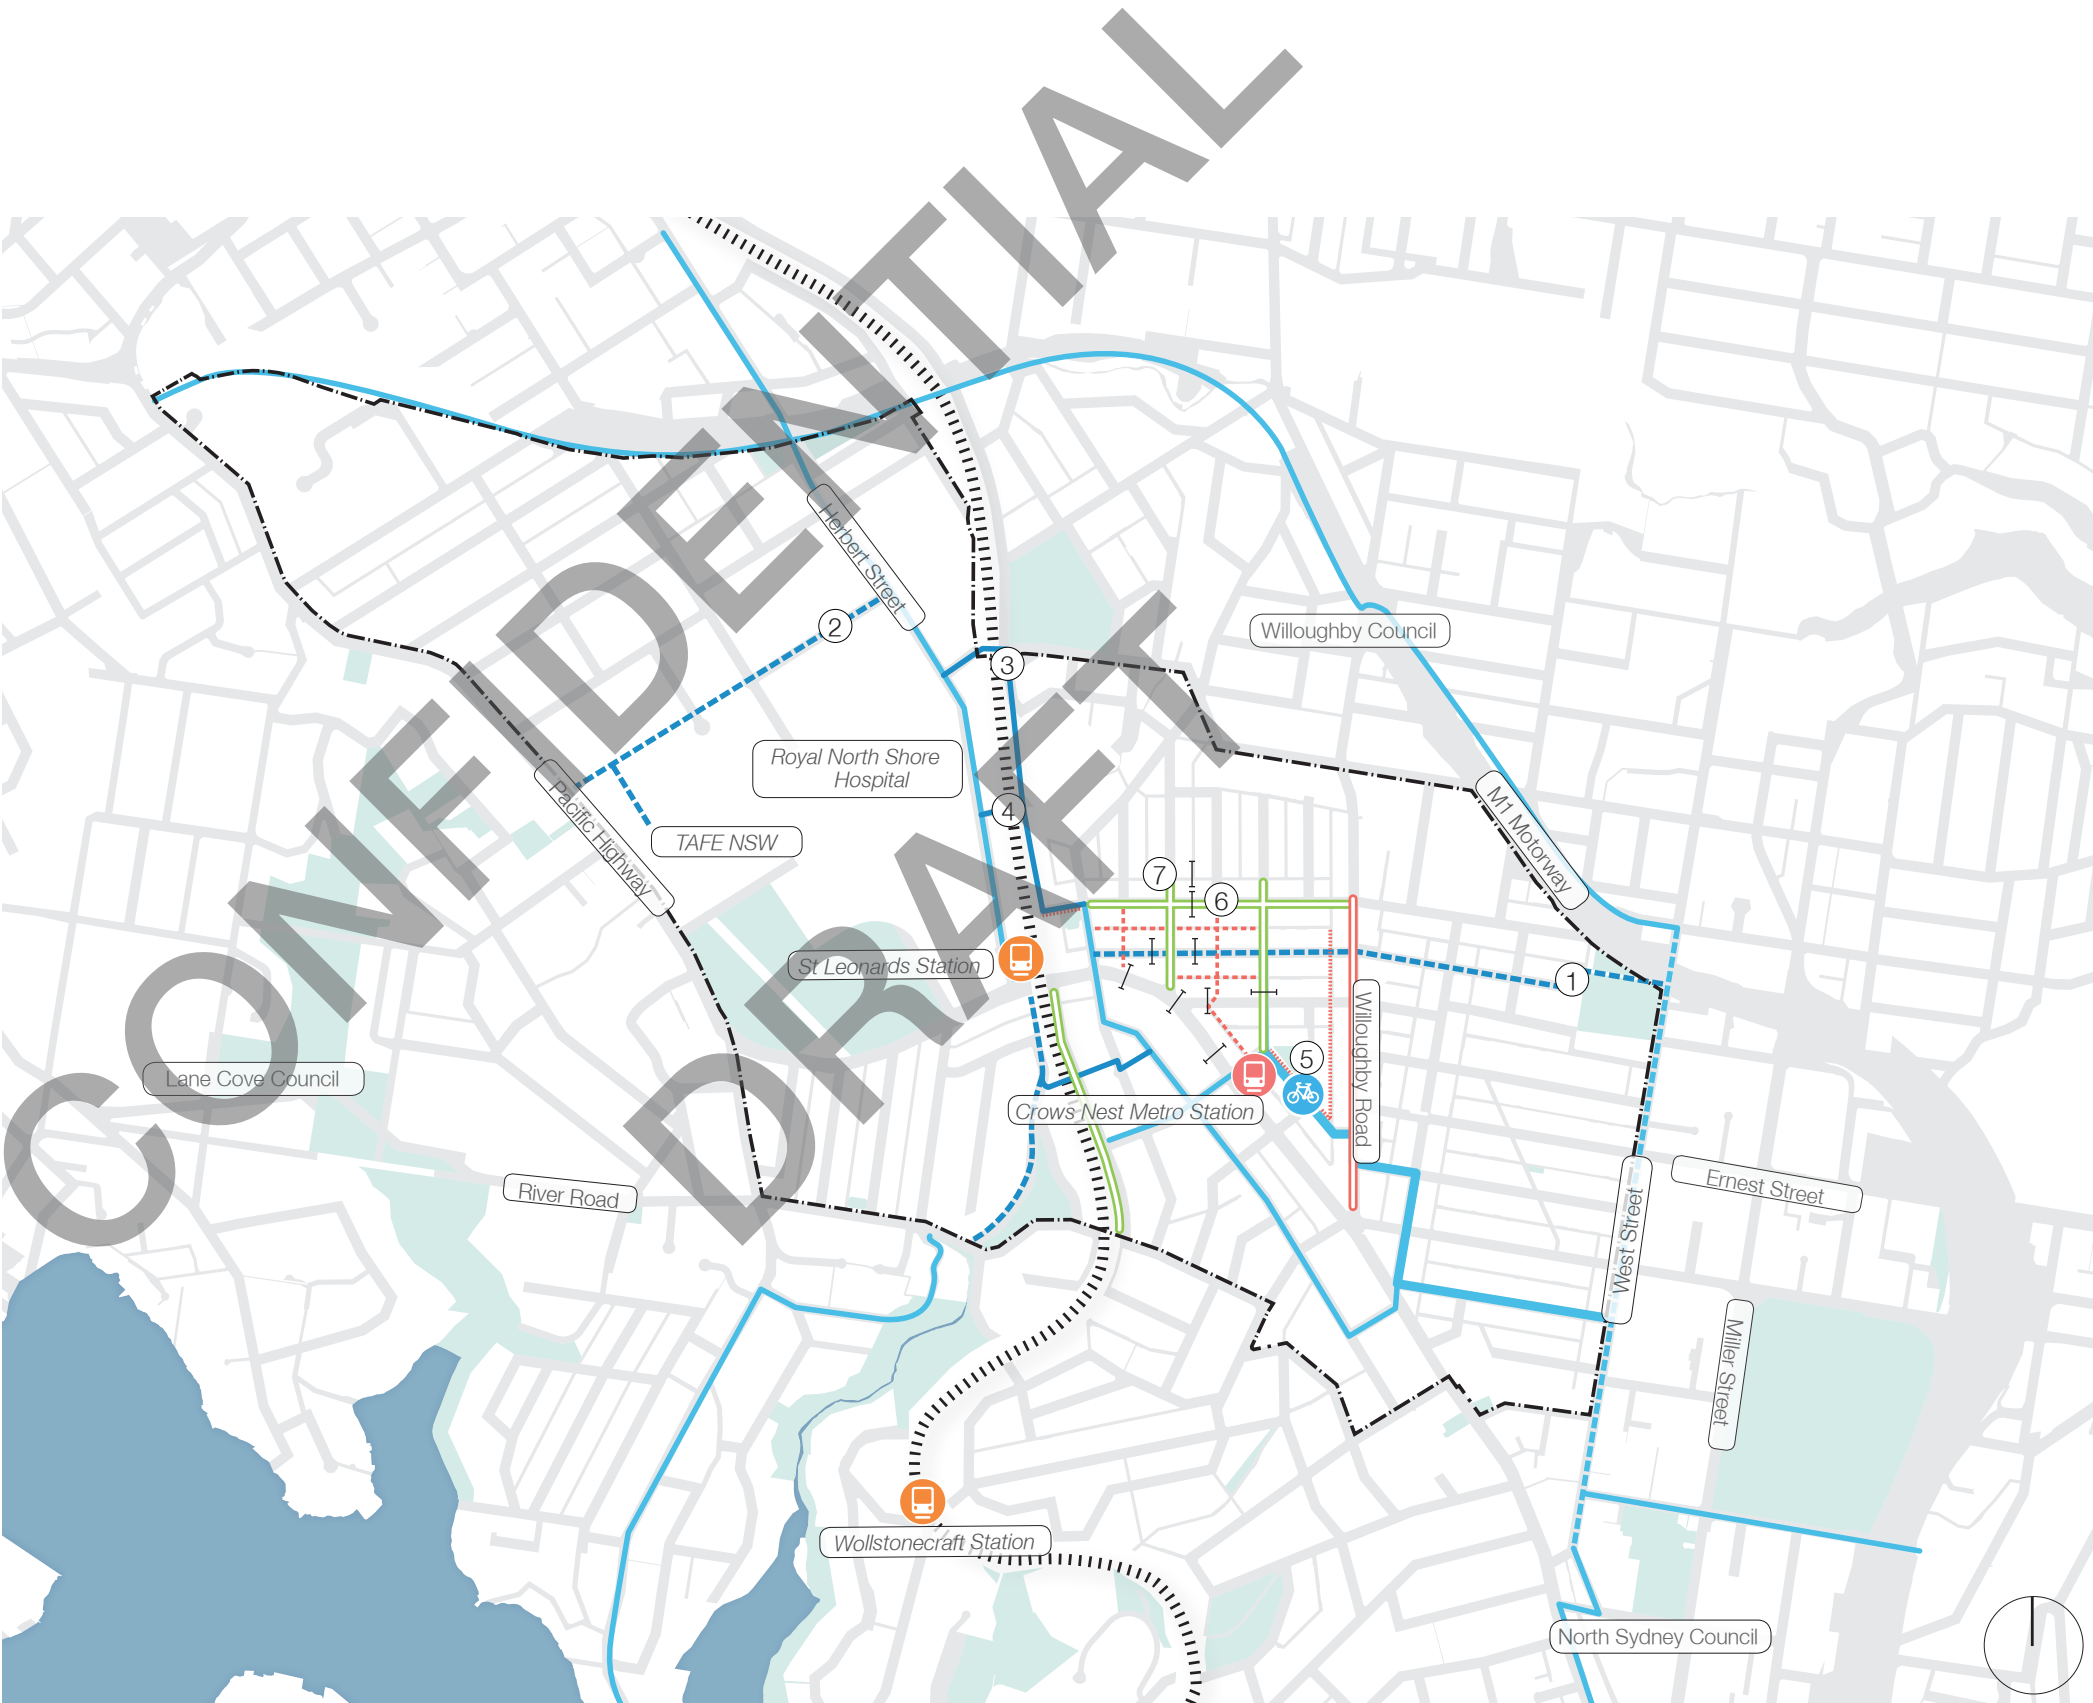 CONFIDENTIAL
DRAFT
Herbert Street
2
Willoughby Council
3
Royal North Shore
Hospital
Pacific Highway
TAFE NSW
4
M1 Motorway
7
6
St Leonards Station
1
Willoughby Road
5
Lane Cove Council
Crows Nest Metro Station
River Road
Ernest Street
West Street
Miller Street
Wollstonecraft Station
North Sydney Council